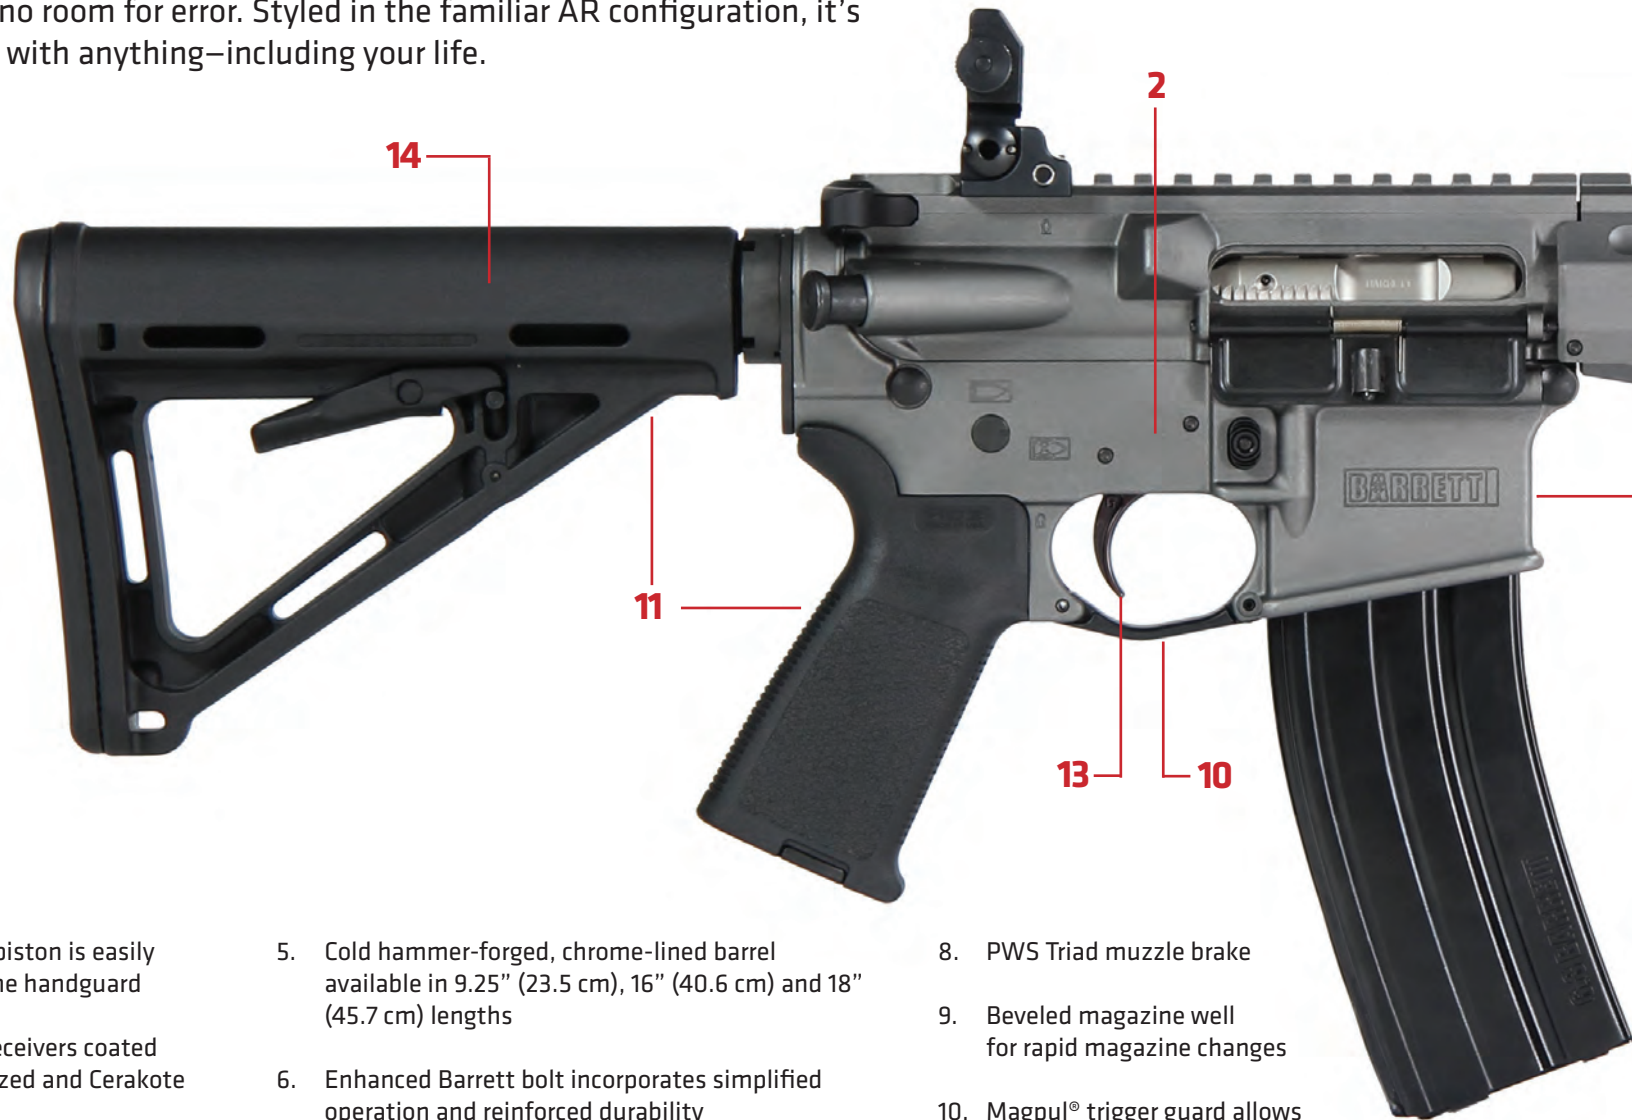 no room for error. Styled in the familiar AR configuration, it’s
with anything—including your life.
2
14
BARRETT
11
13
10
piston is easily
handguard
coated
and Cerakote
5. Cold hammer-forged, chrome-lined barrel
available in 9.25” (23.5 cm), 16” (40.6 cm) and 18”
(45.7 cm) lengths
6. Enhanced Barrett bolt incorporates simplified
operation and reinforced durability
8. PWS Triad muzzle brake
9. Beveled magazine well
for rapid magazine changes
10. Magpul® trigger guard allows